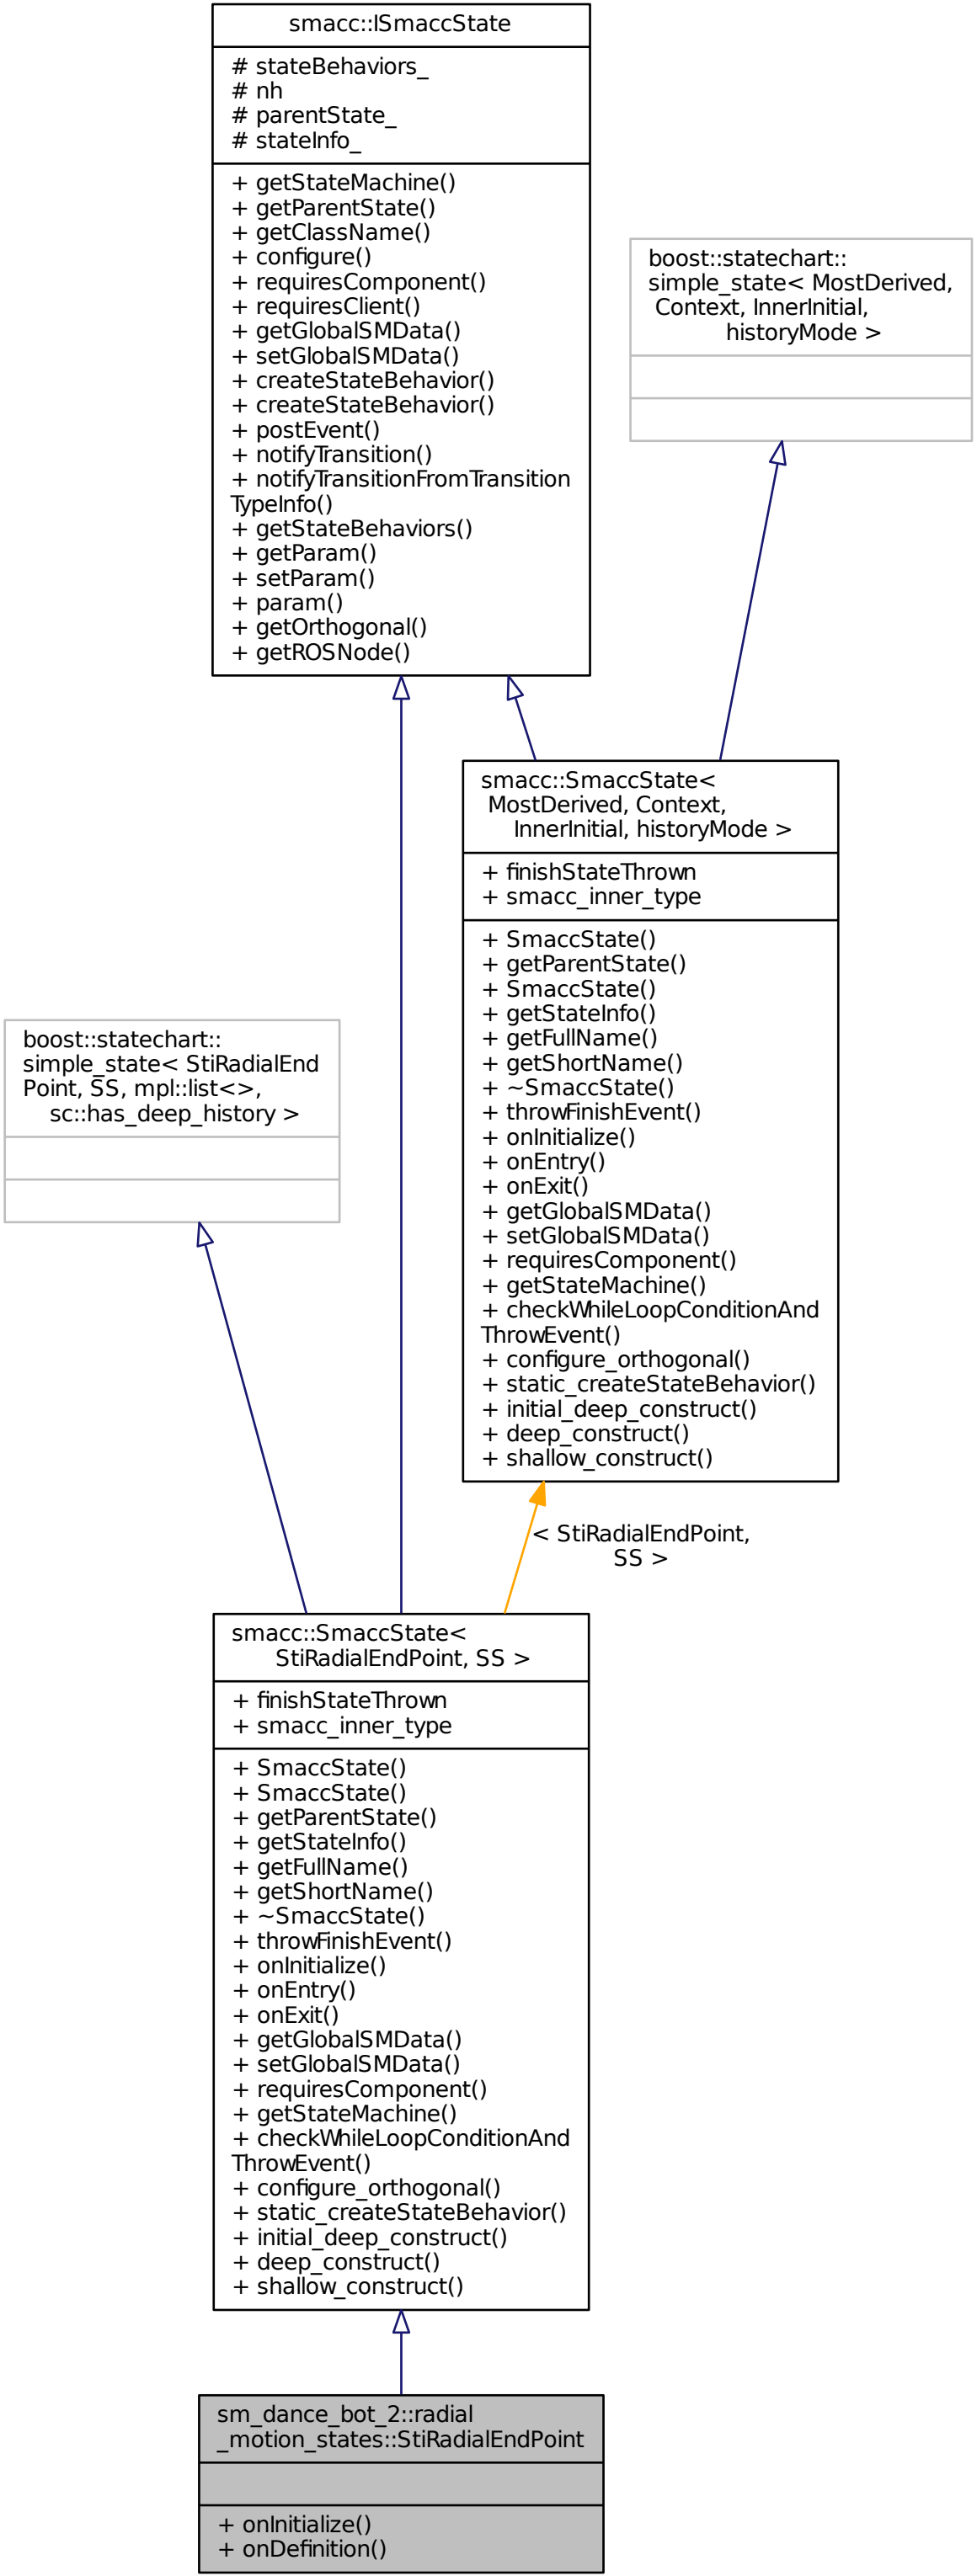 smacc::ISmaccState
# stateBehaviors_
# nh
# parentState_
# stateInfo_
+ getStateMachine()
+ getParentState()
+ getClassName()
+ configure()
+ requiresComponent()
+ requiresClient()
+ getGlobalSMData()
+ setGlobalSMData()
+ createStateBehavior()
+ createStateBehavior()
+ postEvent()
+ notifyTransition()
+ notifyTransitionFromTransition
TypeInfo()
+ getStateBehaviors()
+ getParam()
+ setParam()
+ param()
+ getOrthogonal()
+ getROSNode()
boost::statechart::
simple_state< MostDerived,
Context, InnerInitial,
historyMode >
smacc::SmaccState<
MostDerived, Context,
InnerInitial, historyMode >
+ finishStateThrown
+ smacc_inner_type
+ SmaccState()
+ getParentState()
+ SmaccState()
+ getStateInfo()
+ getFullName()
+ getShortName()
+ ~SmaccState()
+ throwFinishEvent()
+ onInitialize()
+ onEntry()
+ onExit()
+ getGlobalSMData()
+ setGlobalSMData()
+ requiresComponent()
+ getStateMachine()
+ checkWhileLoopConditionAnd
ThrowEvent()
+ configure_orthogonal()
+ static_createStateBehavior()
+ initial_deep_construct()
+ deep_construct()
+ shallow_construct()
boost::statechart::
simple_state< StiRadialEnd
Point, SS, mpl::list<>,
sc::has_deep_history >
< StiRadialEndPoint,
SS >
smacc::SmaccState<
StiRadialEndPoint, SS >
+ finishStateThrown
+ smacc_inner_type
+ SmaccState()
+ SmaccState()
+ getParentState()
+ getStateInfo()
+ getFullName()
+ getShortName()
+ ~SmaccState()
+ throwFinishEvent()
+ onInitialize()
+ onEntry()
+ onExit()
+ getGlobalSMData()
+ setGlobalSMData()
+ requiresComponent()
+ getStateMachine()
+ checkWhileLoopConditionAnd
ThrowEvent()
+ configure_orthogonal()
+ static_createStateBehavior()
+ initial_deep_construct()
+ deep_construct()
+ shallow_construct()
sm_dance_bot_2::radial
_motion_states::StiRadialEndPoint
+ onInitialize()
+ onDefinition()